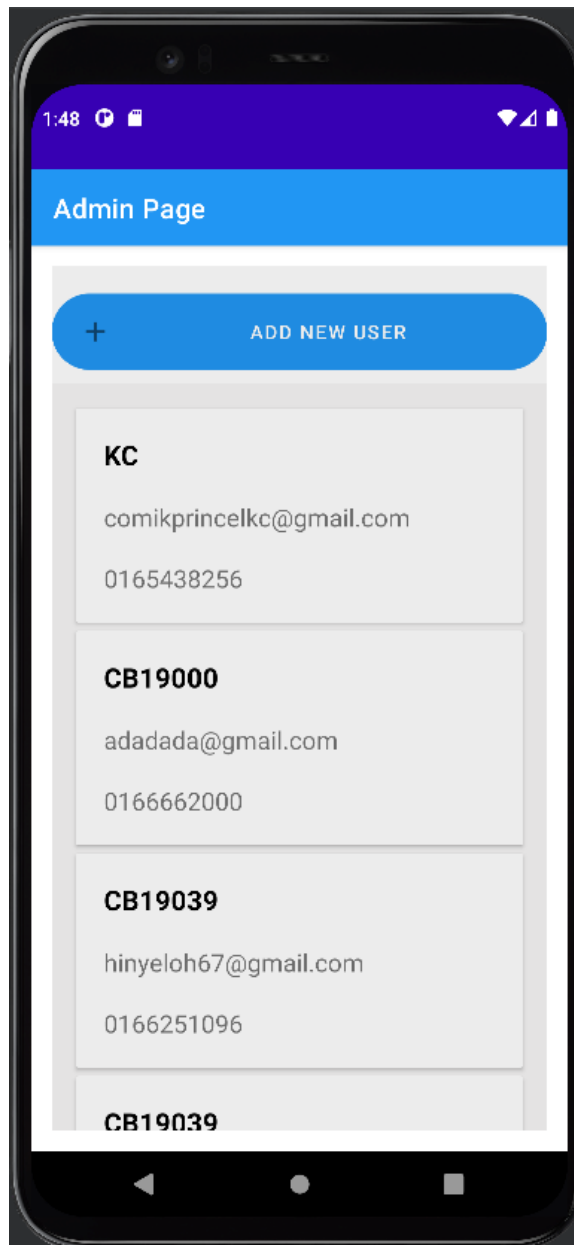 1:48
Admin Page
+ ADD NEW USER
KC
comikprincelkc@gmail.com
0165438256
CB19000
adadada@gmail.com
0166662000
CB19039
hinyeloh67@gmail.com
0166251096
CB19039